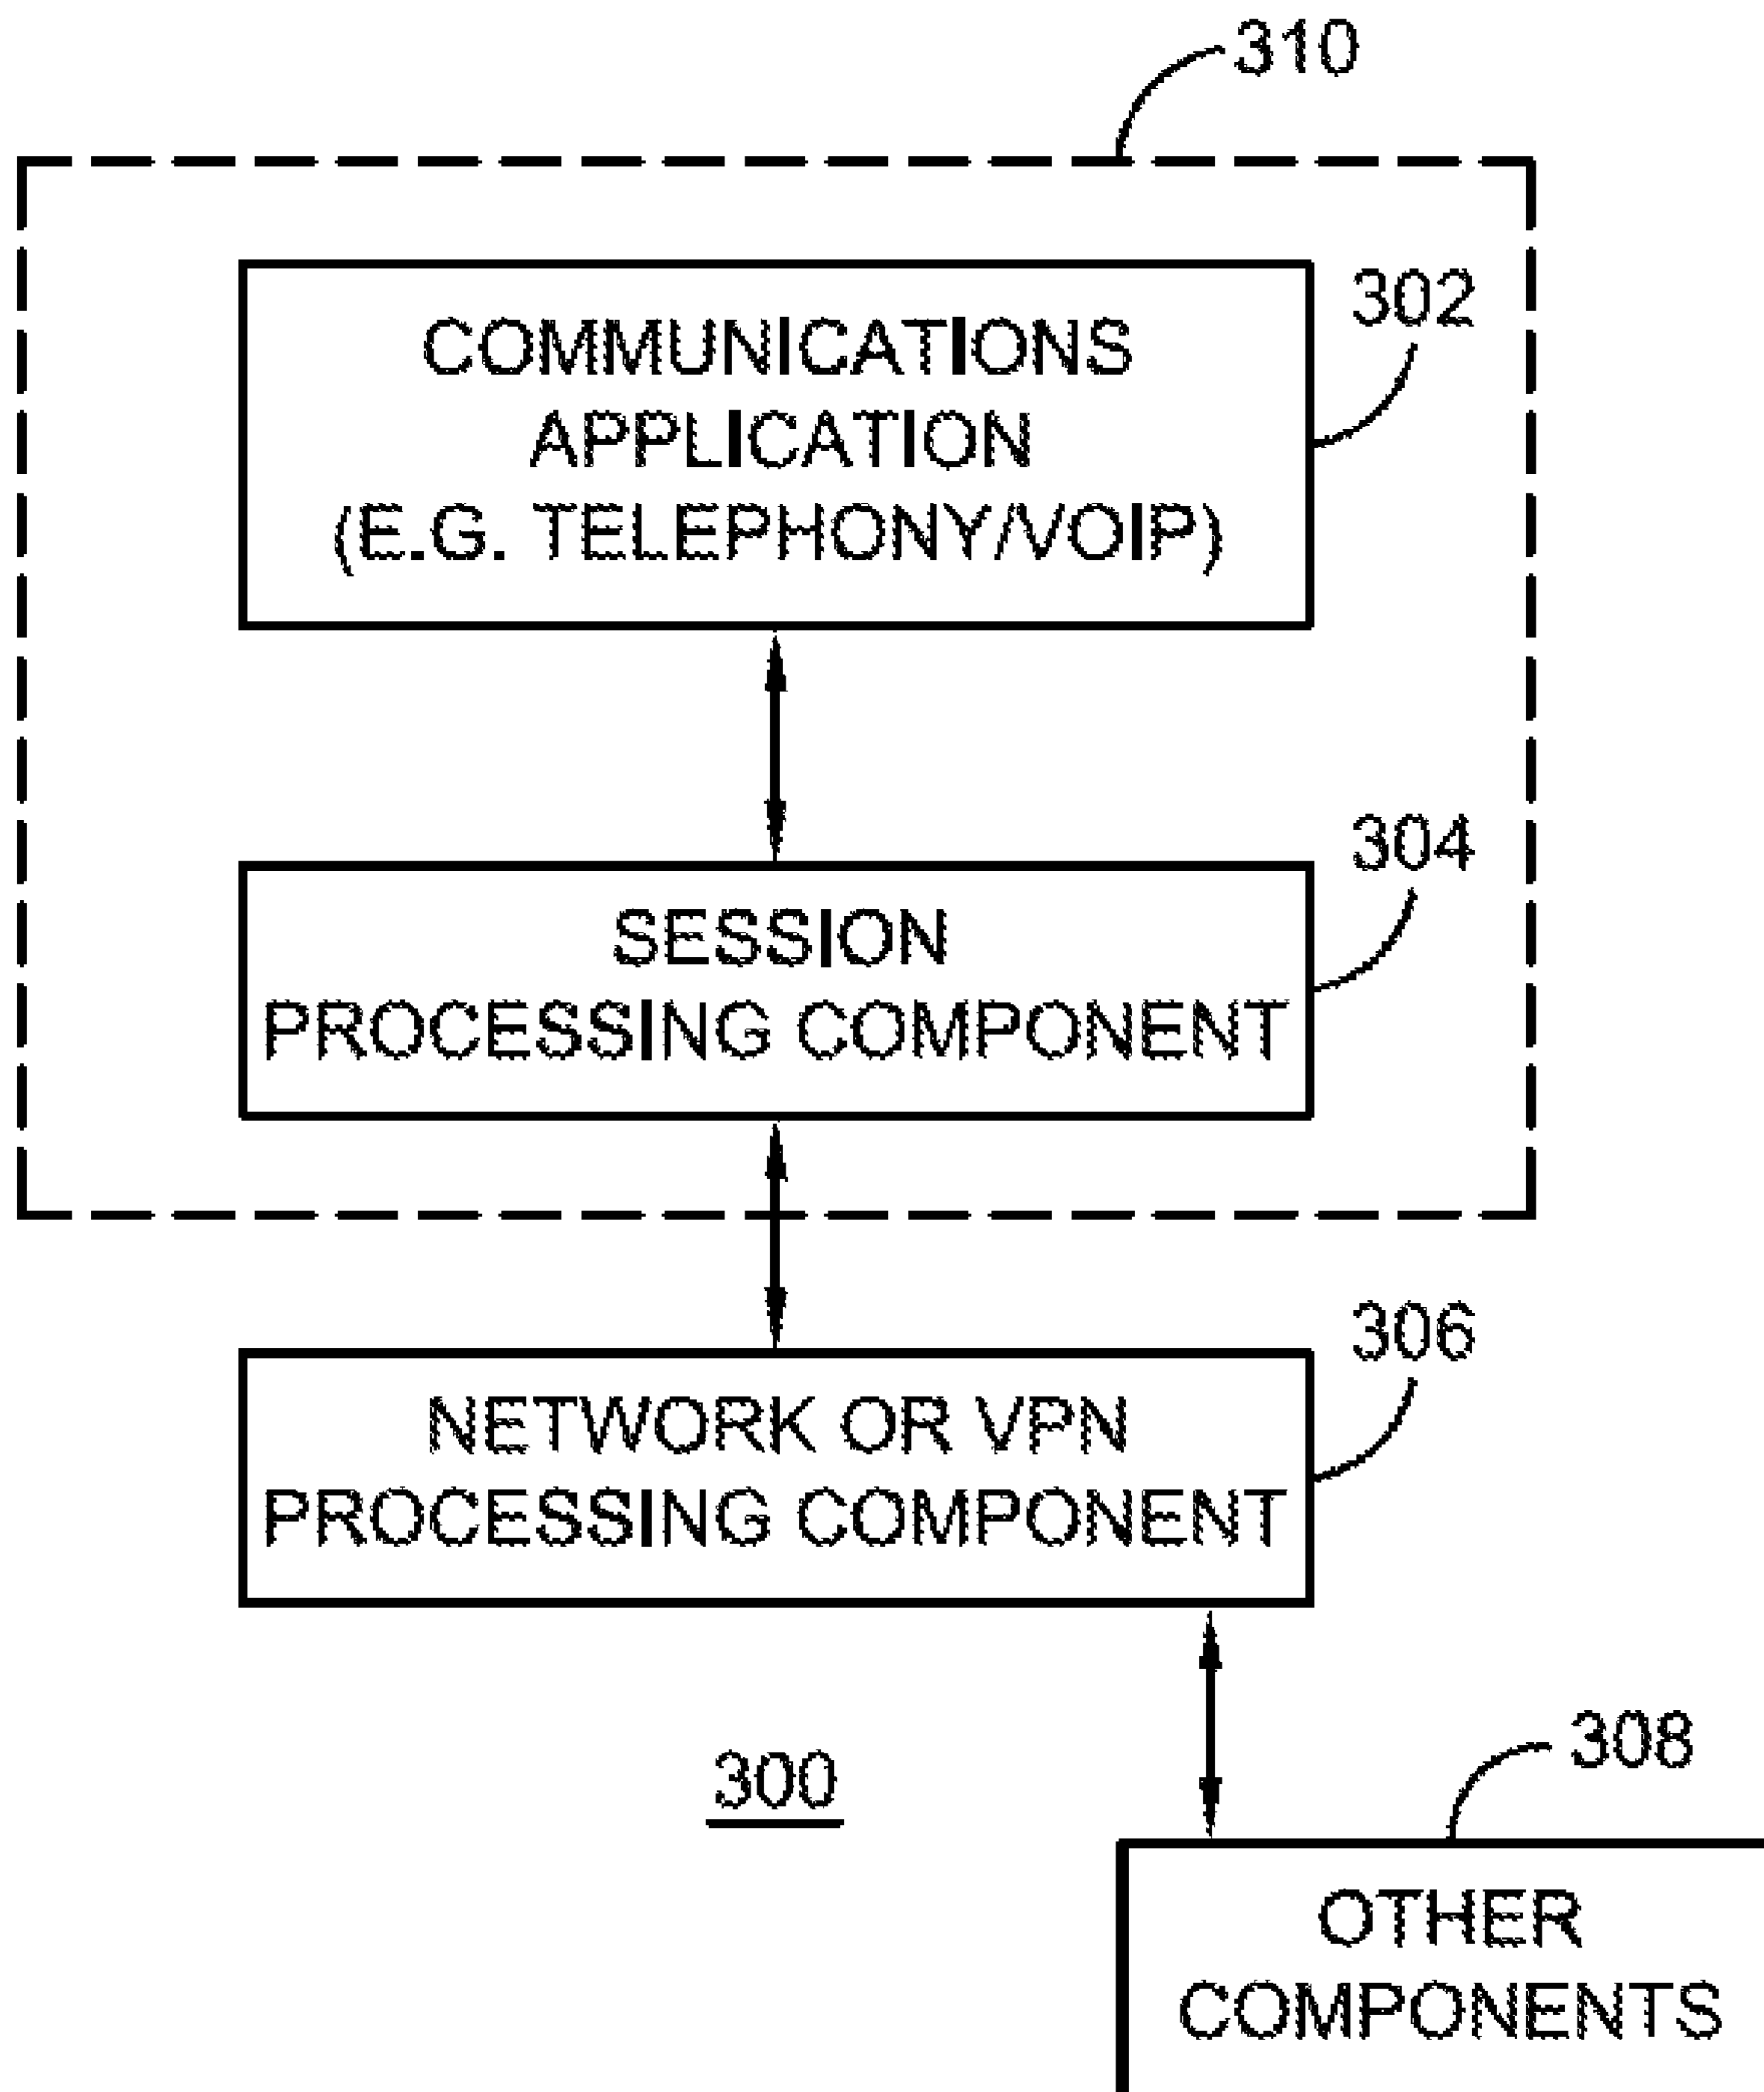 310
302
COMMUNICATIONS
APPLICATION
(E.G. TELEPHONY/VOIP)
304
SESSION
PROCESSING COMPONENT
306
NETWORK OR VPN
PROCESSING COMPONENT
308
300
OTHER
COMPONENTS